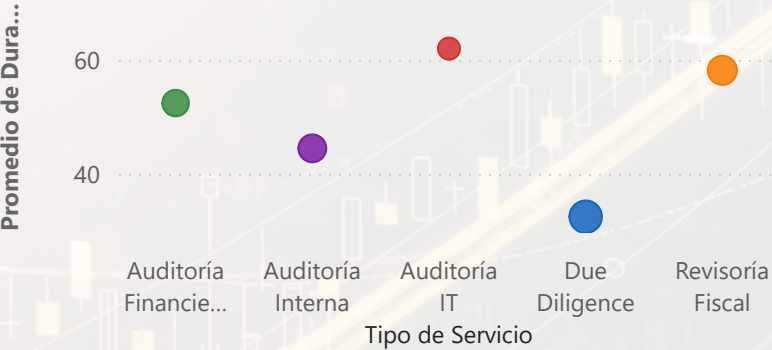 Promedio de Dura...
60
40
Auditoría Financie...
Auditoría Interna
Auditoría IT
Due Diligence
Revisoría Fiscal
Tipo de Servicio